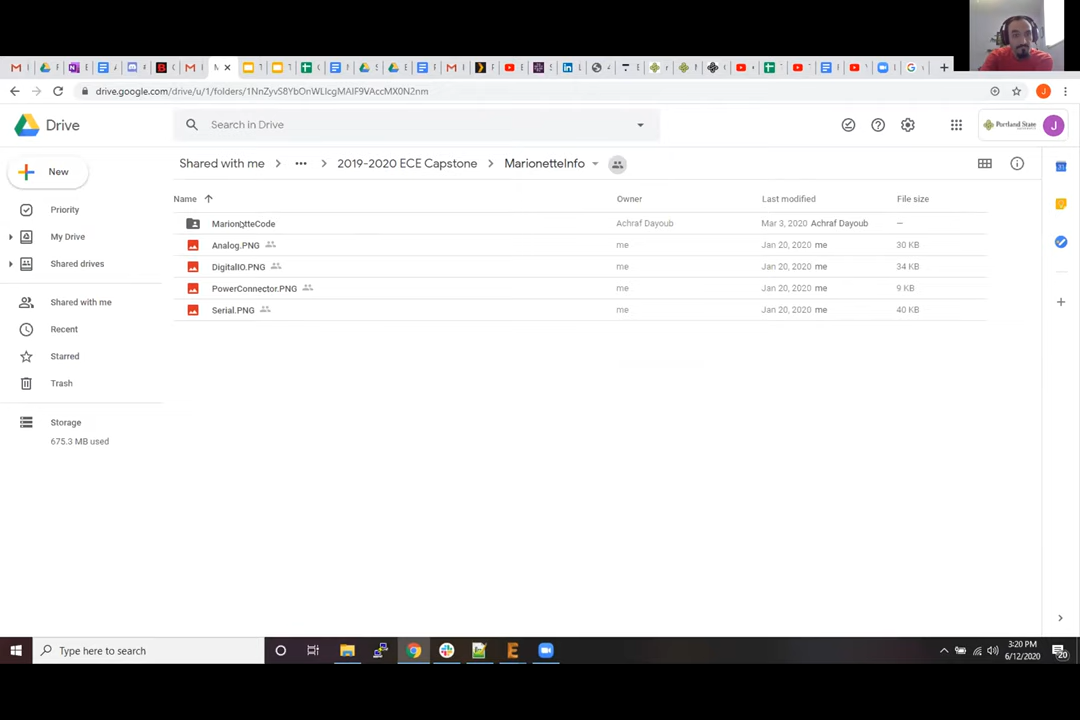 drive.google.com/drive/u/1/folders/1NnZyvS8YbOnWLIcgMAIF9VAccMX0N2nm
Drive
Search in Drive
Portland State
J
New
Shared with me > ... > 2019-2020 ECE Capstone > MarionetteInfo
Name Owner Last modified File size
Priority
MarionetteCode Achraf Dayoub Mar 3, 2020 Achraf Dayoub —
My Drive
Analog.PNG me Jan 20, 2020 me 30 KB
Shared drives
DigitalIO.PNG me Jan 20, 2020 me 34 KB
PowerConnector.PNG me Jan 20, 2020 me 9 KB
Shared with me
Serial.PNG me Jan 20, 2020 me 40 KB
Recent
Starred
Trash
Storage
675.3 MB used
Type here to search
3:20 PM
6/12/2020
20